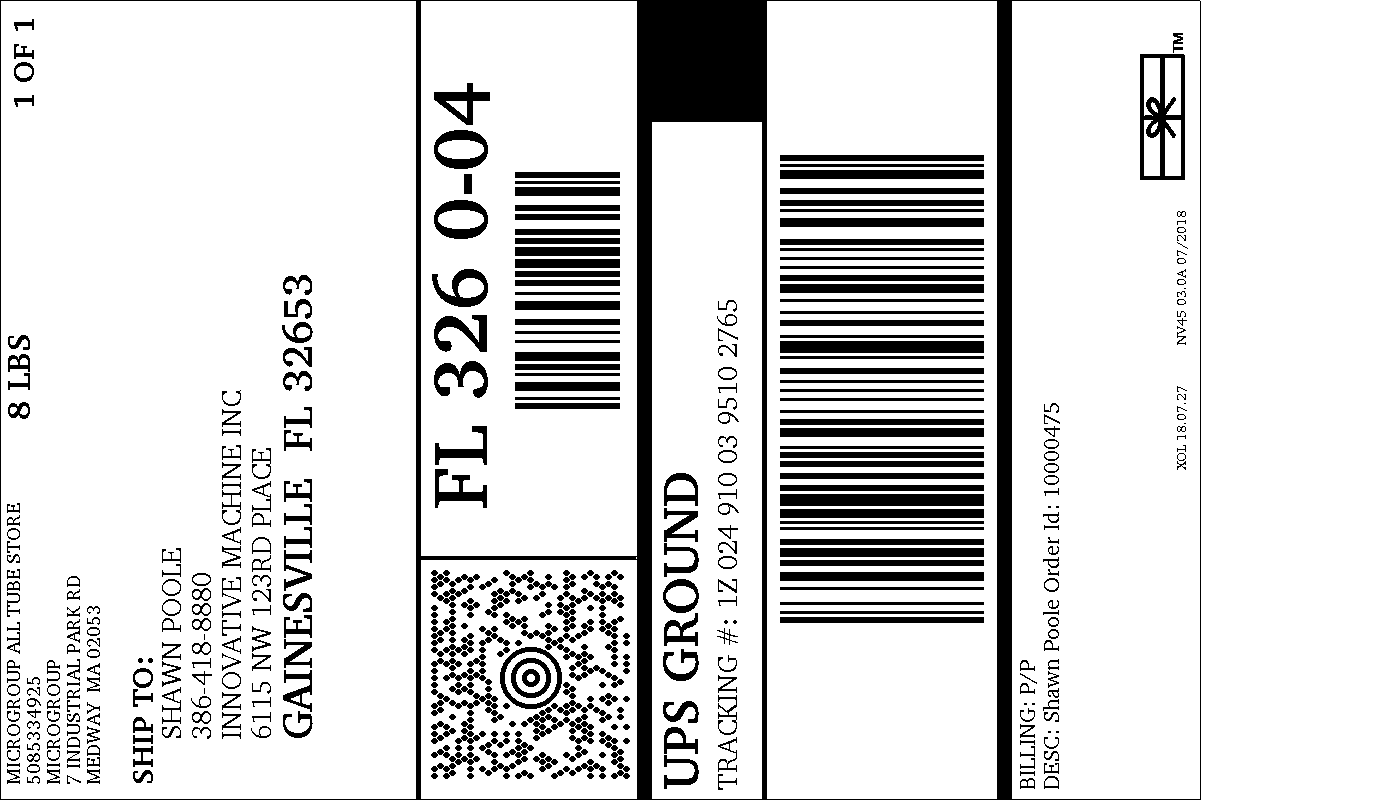 MICROGROUP ALL TUBE STORE
5085334925
MICROGROUP
7 INDUSTRIAL PARK RD
MEDWAY MA 02053
8 LBS
1 OF 1
SHIP TO:
SHAWN POOLE
386-418-8880
INNOVATIVE MACHINE INC
6115 NW 123RD PLACE
GAINESVILLE FL 32653
FL 326 0-04
UPS GROUND
TRACKING #: 1Z 024 910 03 9510 2765
BILLING: P/P
DESC: Shawn Poole Order Id: 10000475
XOL 18.07.27 NV45 03.0A 07/2018
TM